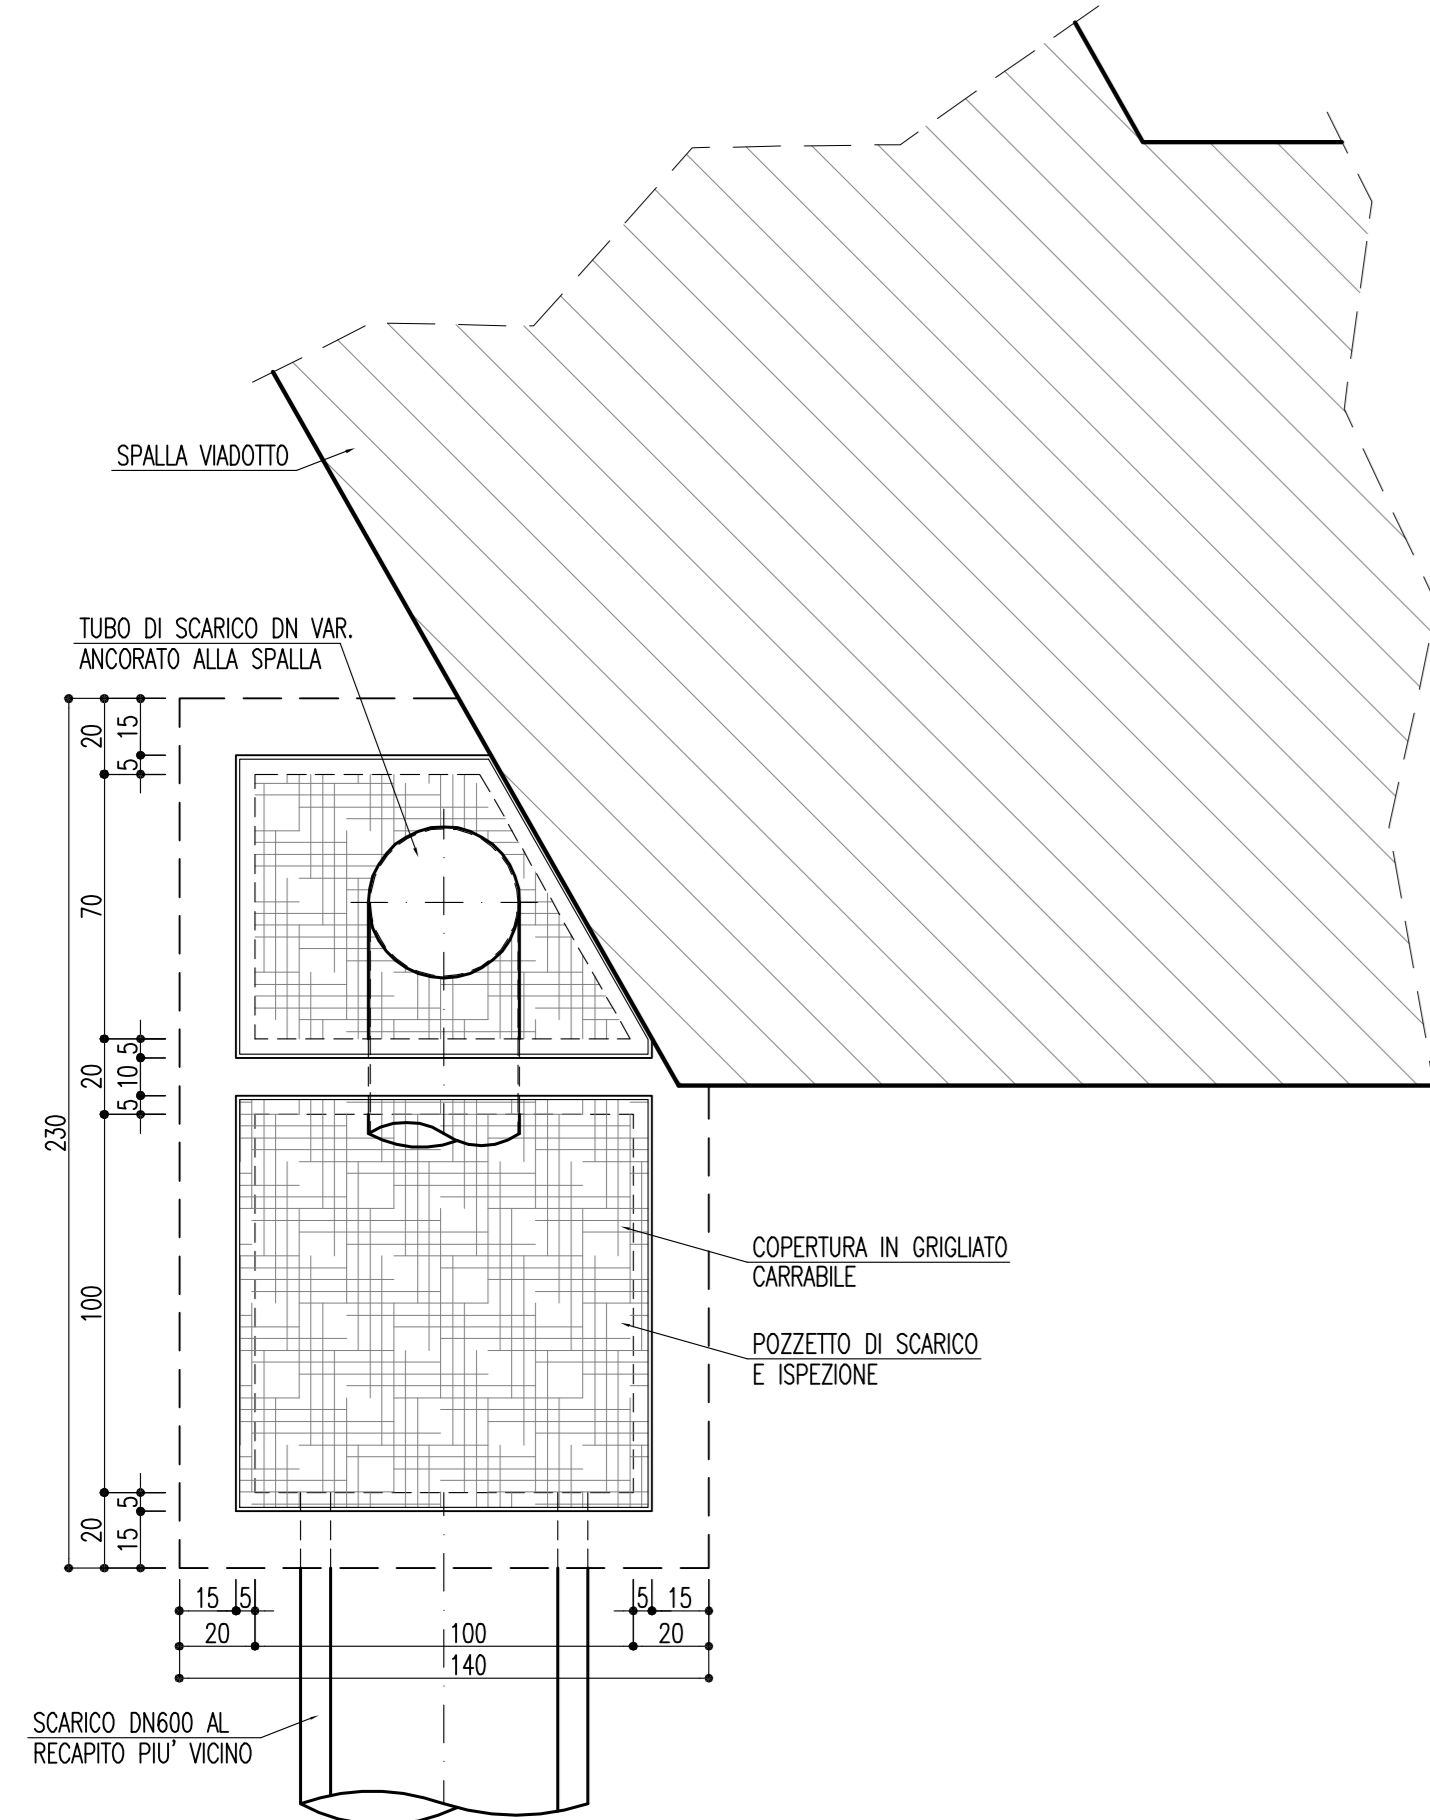 SPALLA VIADOTTO
TUBO DI SCARICO DN VAR.
ANCORATO ALLA SPALLA
20
15
5
70
5
20
10
5
230
100
5
20
15
COPERTURA IN GRIGLIATO
CARRABILE
POZZETTO DI SCARICO
E ISPEZIONE
15 5 5 15
20 100 20
140
SCARICO DN600 AL
RECAPITO PIU' VICINO